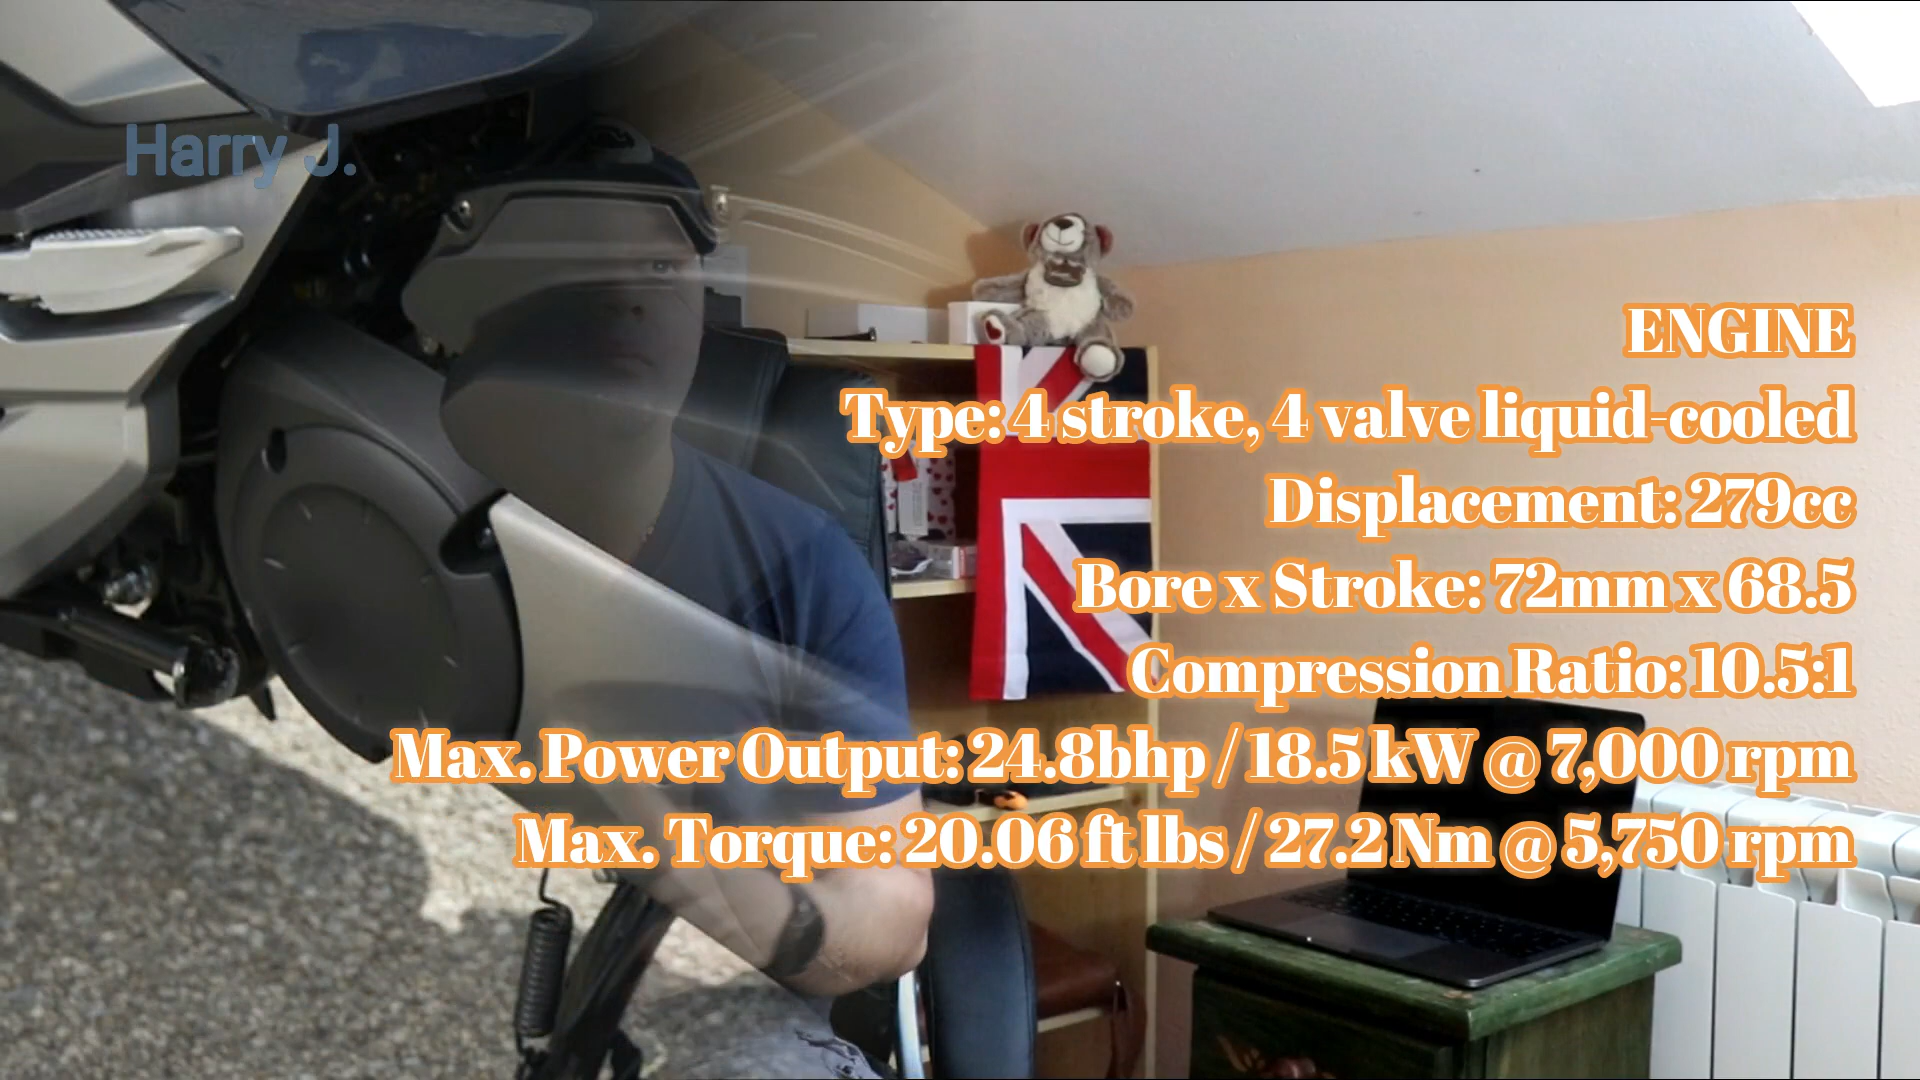 Harry J.
ENGINE
Type: 4 stroke, 4 valve liquid-cooled
Displacement: 279cc
Bore x Stroke: 72mm x 68.5
Compression Ratio: 10.5:1
Max. Power Output: 24.8bhp / 18.5 kW @ 7,000 rpm
Max. Torque: 20.06 ft lbs / 27.2 Nm @ 5,750 rpm